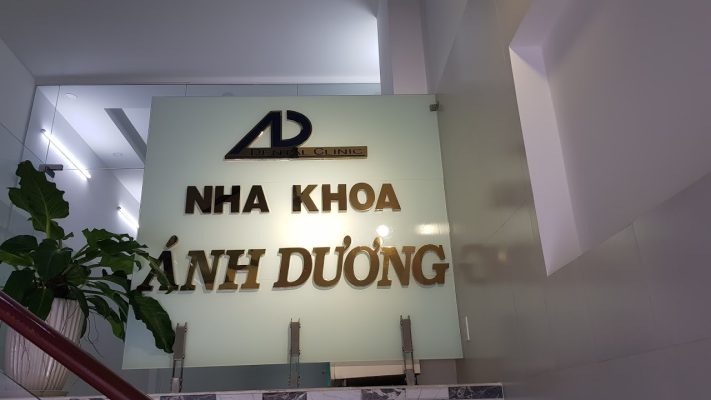 AD
DENTAL CLINIC
NHA KHOA
ÁNH DƯƠNG